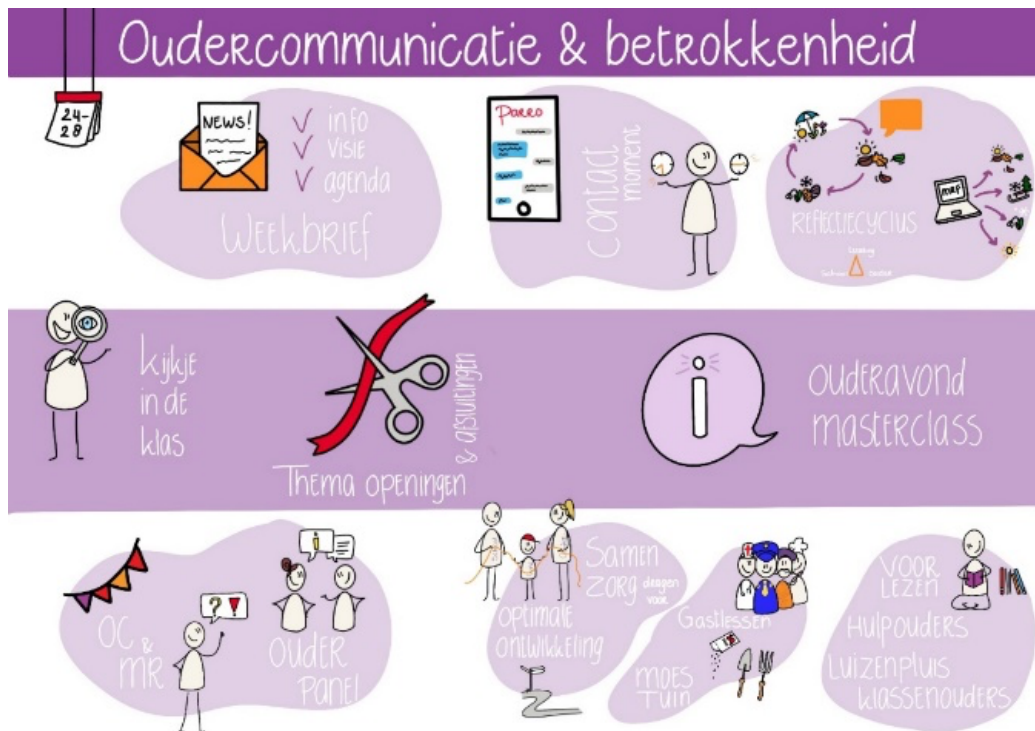 Oudercommunicatie & betrokkenheid
24-
28
NEWS!
info
visie
agenda
Weekbrief
Parro
Contact
moment
Reflectiecyclus
kijkje
in de
klas
Thema openingen
& afsluitingen
i
Ouderavond
masterclass
OC &
MR
? !
i
Ouder
Panel
Samen
zorg dragen
voor
optimale
ontwikkeling
Gastlessen
Moes
Tuin
Voor
lezen
Hulpouders
Luizenpluis
klassenouders